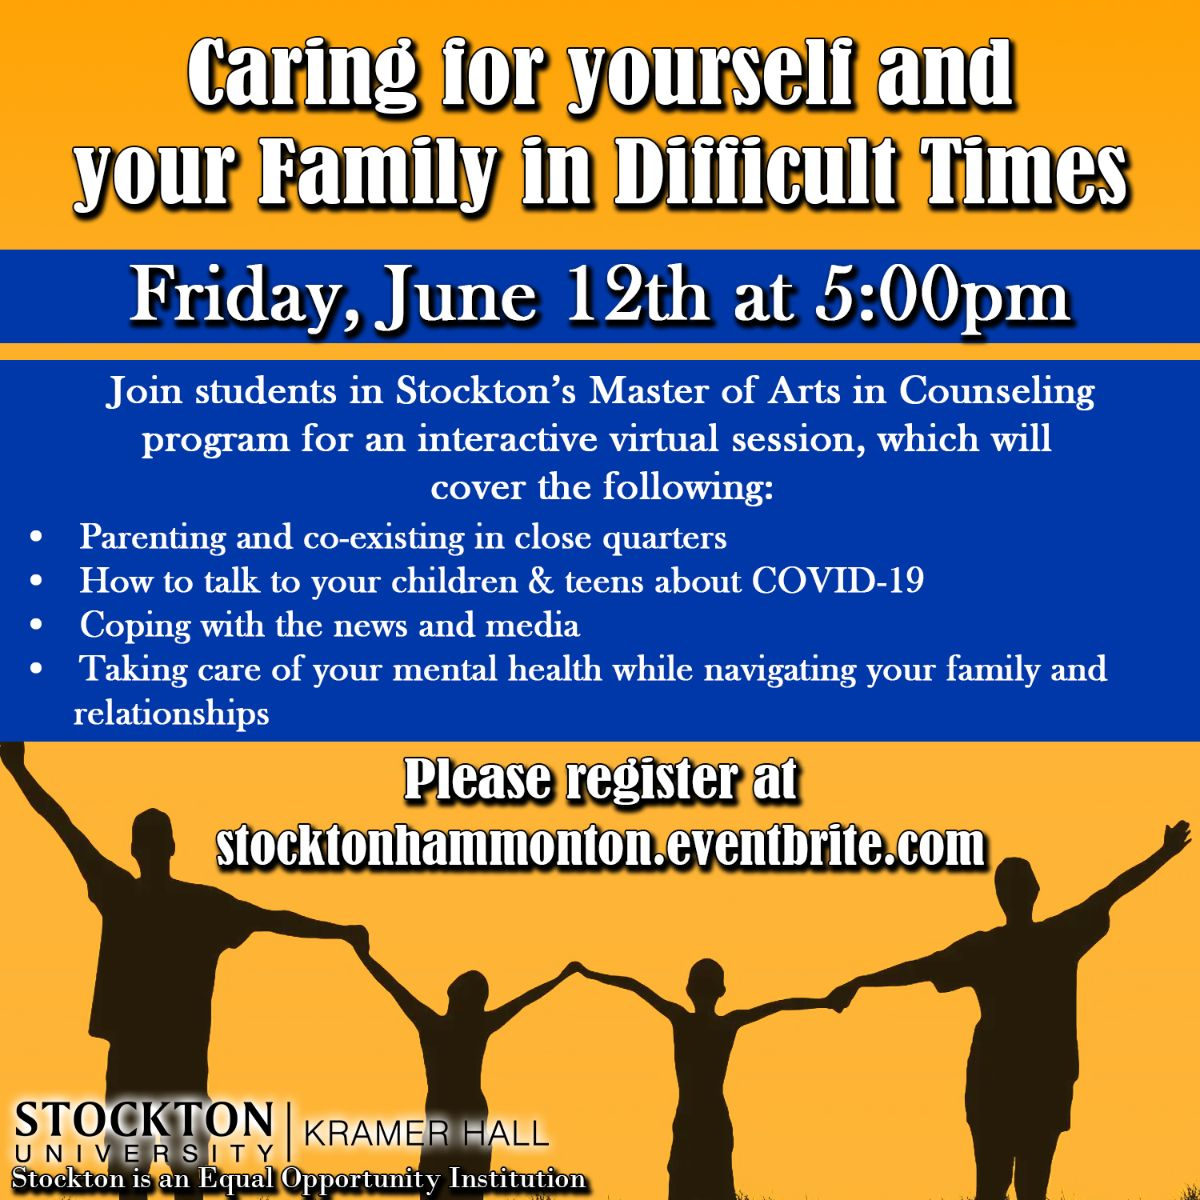 Caring for yourself and
your Family in Difficult Times
Friday, June 12th at 5:00pm
Join students in Stockton's Master of Arts in Counseling
program for an interactive virtual session, which will
cover the following:
• Parenting and co-existing in close quarters
• How to talk to your children & teens about COVID-19
• Coping with the news and media
• Taking care of your mental health while navigating your family and
relationships
Please register at
stocktonhammonton.eventbrite.com
STOCKTON
UNIVERSITY | KRAMER HALL
Stockton is an Equal Opportunity Institution